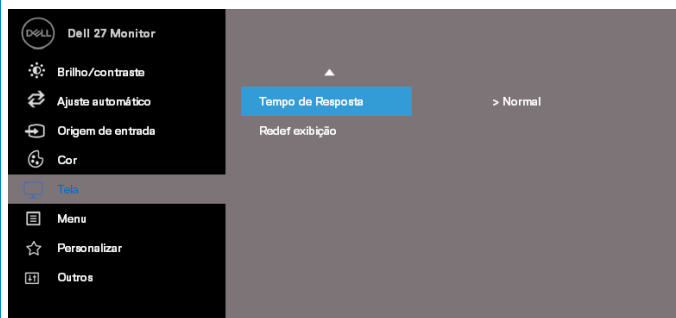 DELL Dell 27 Monitor
Brilho/contraste
Ajuste automático
Tempo de Resposta > Normal
Origem de entrada
Redef exibição
Cor
Tela
Menu
Personalizar
Outros